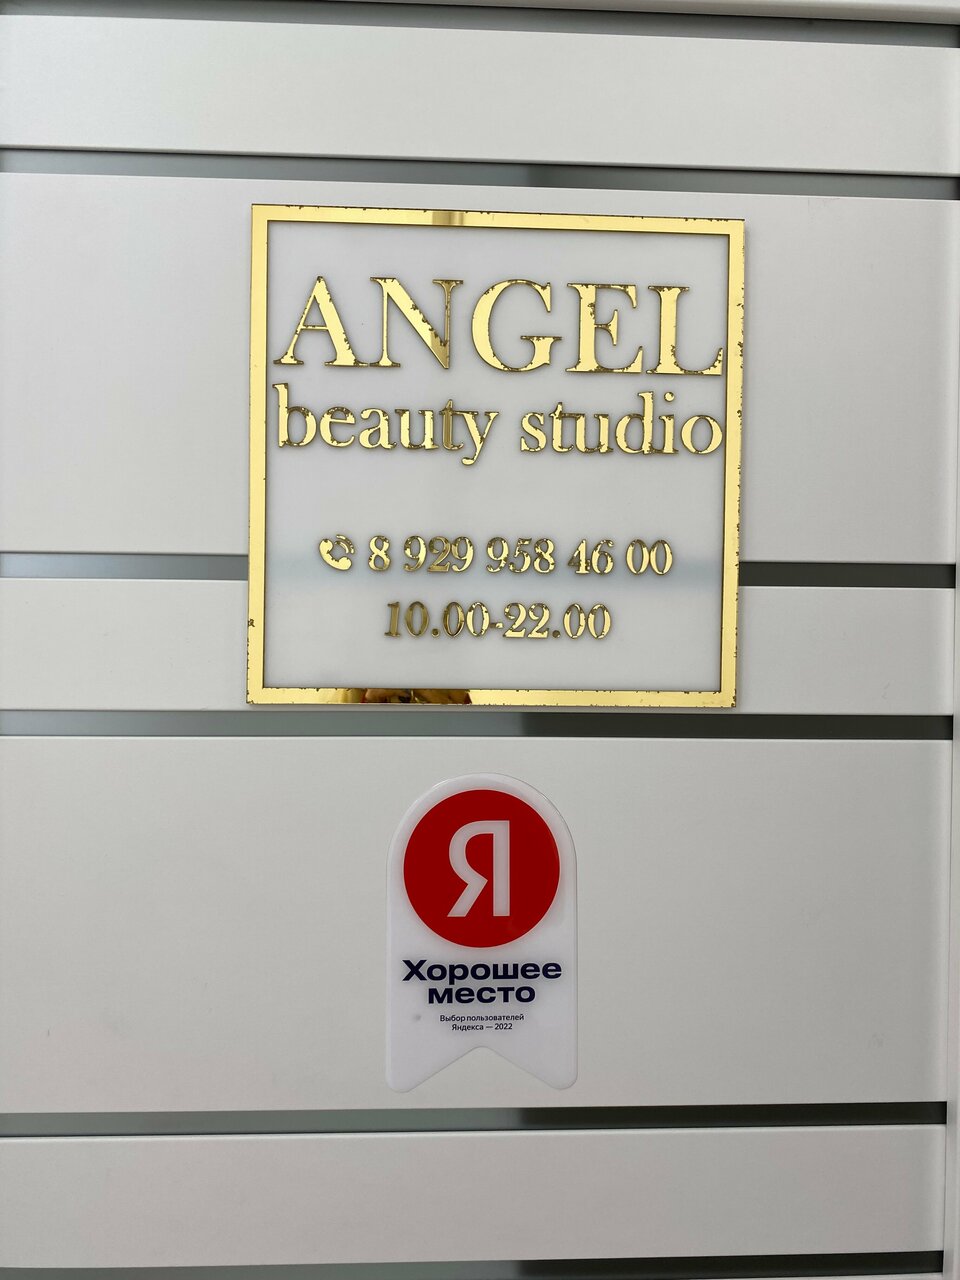 ANGEL
beauty studio
8 929 958 46 00
10.00-22.00
Я
Хорошее
место
Выбор пользователей
Яндекса — 2022